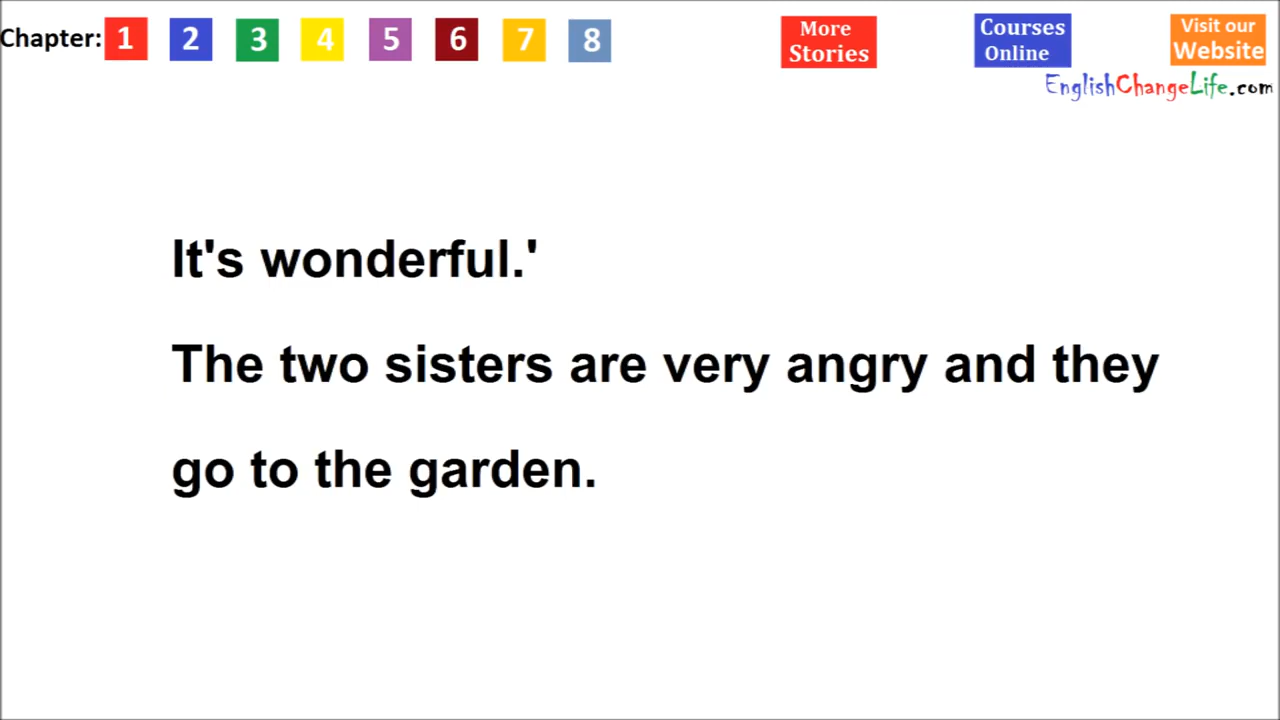 Chapter: 1 2 3 4 5 6 7 8
More
Stories
Courses
Online
Visit our
Website
EnglishChangeLife.com
It's wonderful.'
The two sisters are very angry and they
go to the garden.